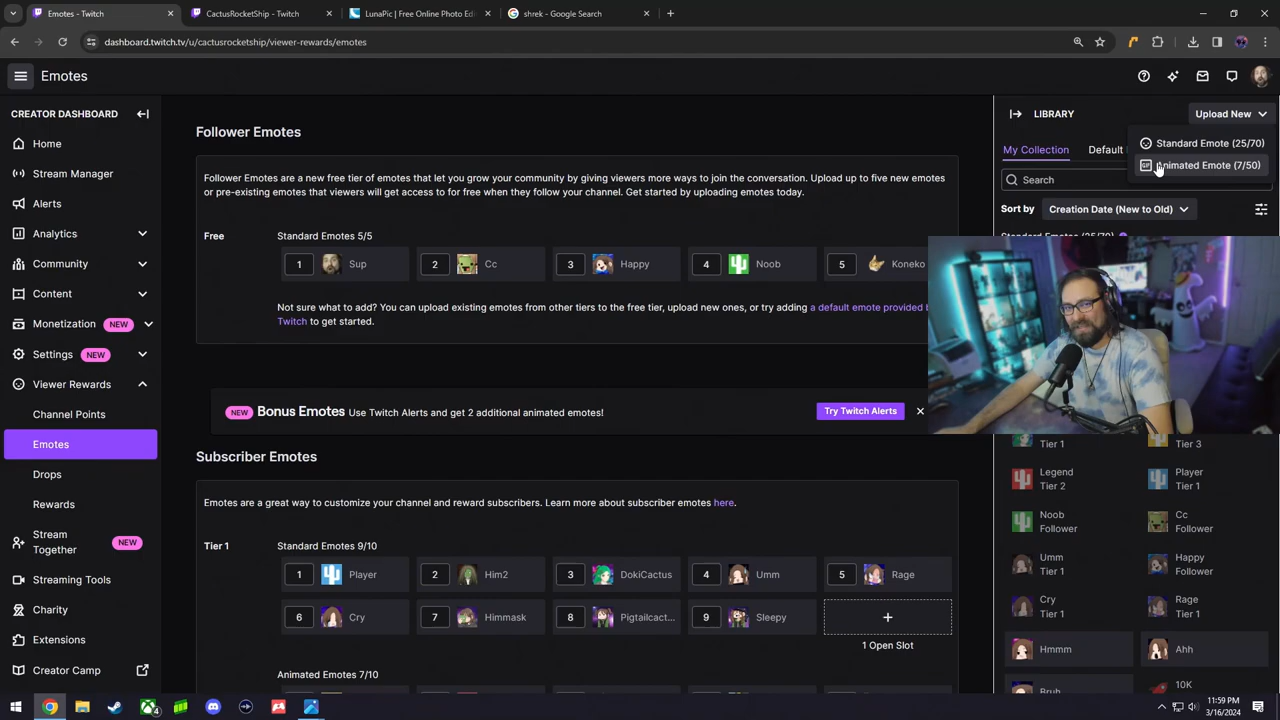 Emotes - Twitch
CactusRocketShip - Twitch
LunaPic | Free Online Photo Edi
shrek - Google Search
dashboard.twitch.tv/u/cactusrocketship/viewer-rewards/emotes
Emotes
CREATOR DASHBOARD
Home
Stream Manager
Alerts
Analytics
Community
Content
Monetization NEW
Settings NEW
Viewer Rewards
Channel Points
Emotes
Drops
Rewards
Stream
Together
NEW
Streaming Tools
Charity
Extensions
Creator Camp
Follower Emotes
Follower Emotes are a new free tier of emotes that let you grow your community by giving viewers more ways to join the conversation. Upload up to five new emotes
or pre-existing emotes that viewers will get access to for free when they follow your channel. Get started by uploading emotes today.
Free
Standard Emotes 5/5
1 Sup
2 Cc
3 Happy
4 Noob
5 Koneko
Not sure what to add? You can upload existing emotes from other tiers to the free tier, upload new ones, or try adding a default emote provided
Twitch to get started.
NEW Bonus Emotes Use Twitch Alerts and get 2 additional animated emotes!
Try Twitch Alerts
Subscriber Emotes
Emotes are a great way to customize your channel and reward subscribers. Learn more about subscriber emotes here.
Tier 1
Standard Emotes 9/10
1 Player
2 Him2
3 DokiCactus
4 Umm
5 Rage
6 Cry
7 Himmask
8 Pigtailcact...
9 Sleepy
+
1 Open Slot
Animated Emotes 7/10
LIBRARY
Upload New
Standard Emote (25/70)
Animated Emote (7/50)
My Collection
Default
Search
Sort by
Creation Date (New to Old)
Tier 1
Tier 3
Legend
Tier 2
Player
Tier 1
Noob
Follower
Cc
Follower
Umm
Tier 1
Happy
Follower
Cry
Tier 1
Rage
Tier 1
Hmmm
Ahh
Bruh
10K
11:59 PM
3/16/2024